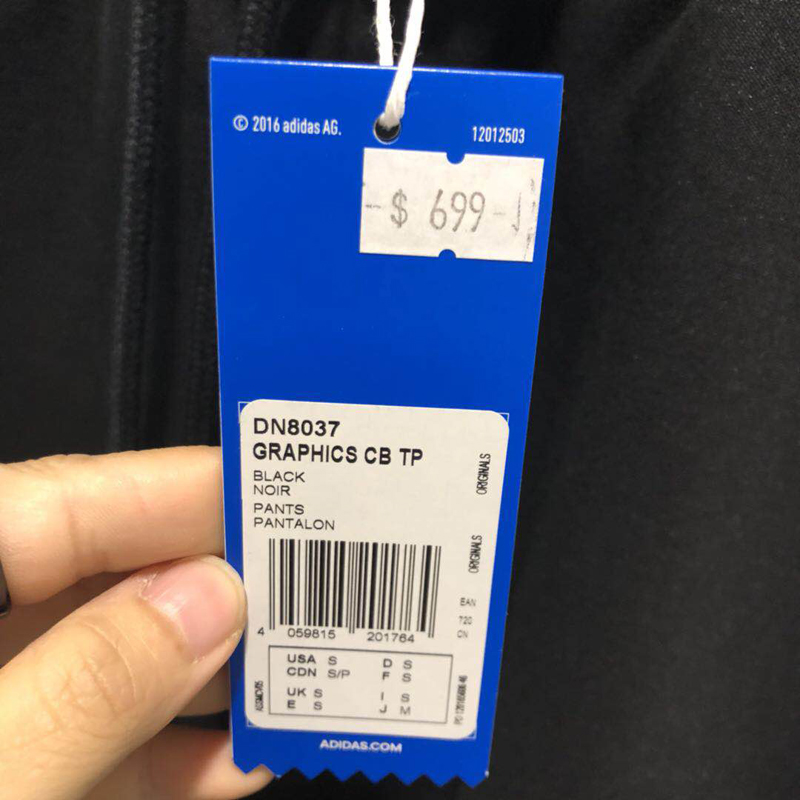 © 2016 adidas AG.
12012503
-$ 699-
DN8037
GRAPHICS CB TP
BLACK
NOIR
PANTS
PANTALON
ORIGINALS
ORIGINALS
EAN
720
CN
4 059815 201764
USA S D S
CDN S/P F S
UK S I S
E S J M
ADIDAS.COM